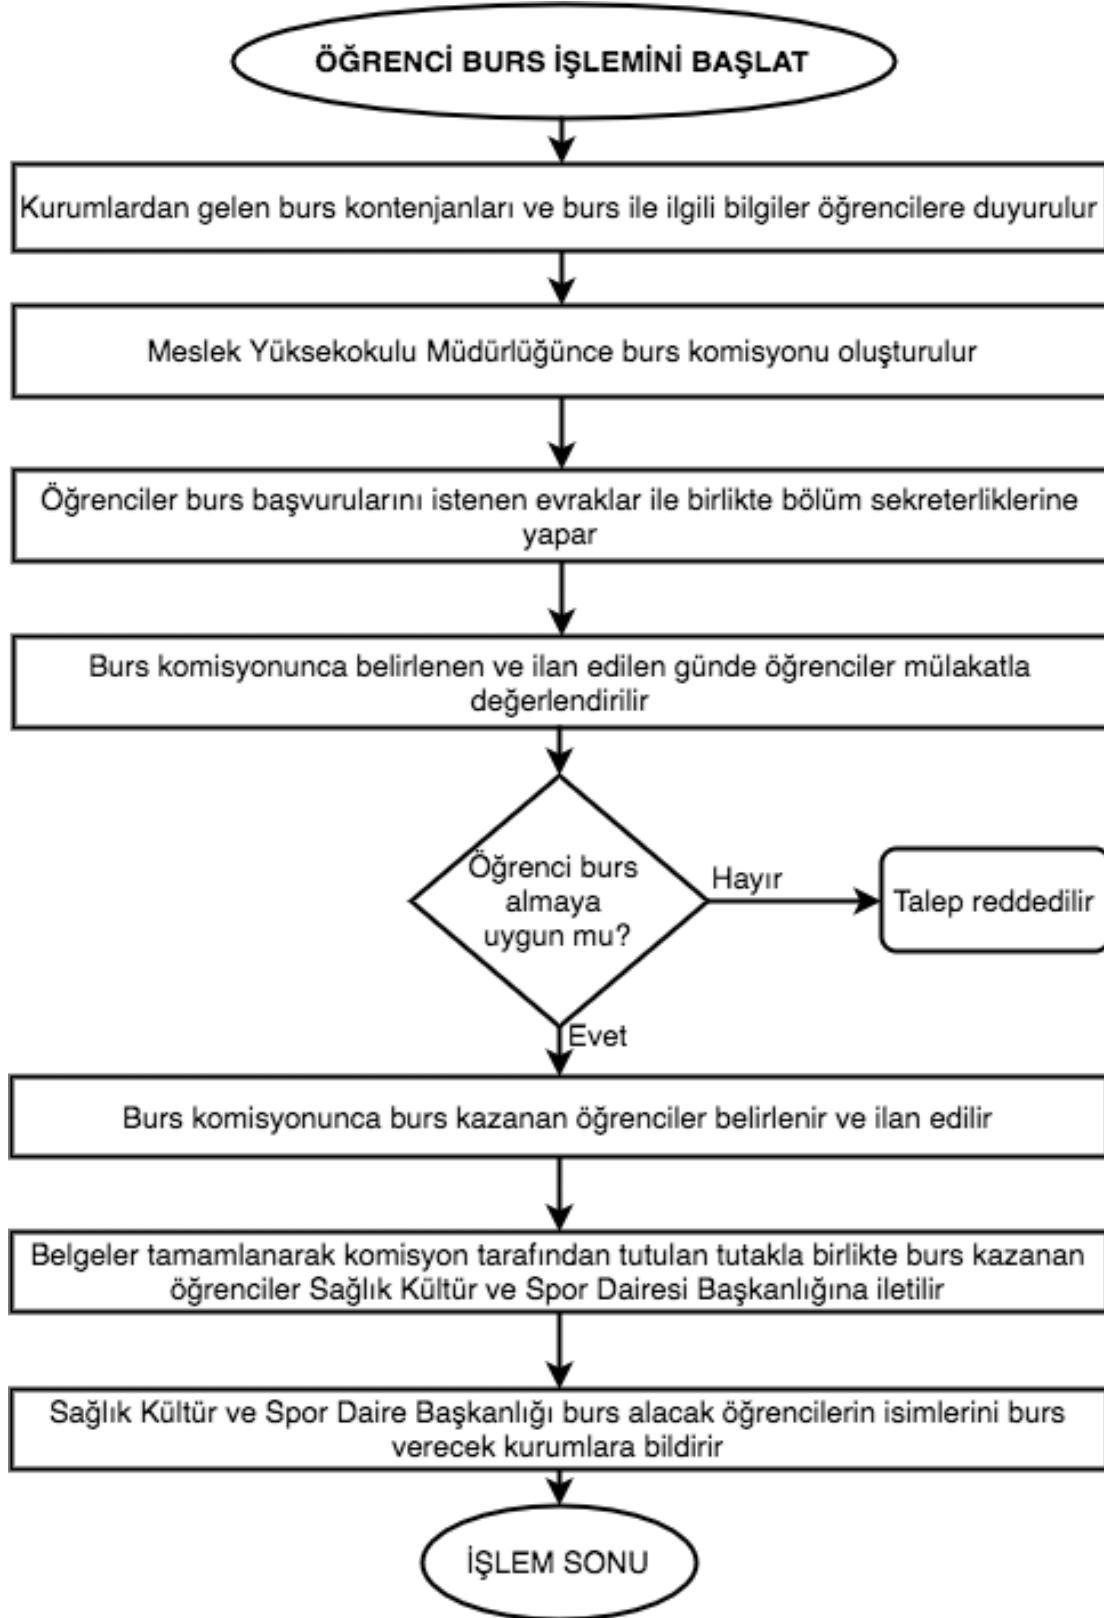 ÖĞRENCİ BURS İŞLEMİNİ BAŞLAT
Kurumlardan gelen burs kontenjanları ve burs ile ilgili bilgiler öğrencilere duyurulur
Meslek Yüksekokulu Müdürlüğünce burs komisyonu oluşturulur
Öğrenciler burs başvurularını istenen evraklar ile birlikte bölüm sekreterliklerine
yapar
Burs komisyonunca belirlenen ve ilan edilen günde öğrenciler mülakatla
değerlendirilir
Öğrenci burs
almaya
uygun mu?
Hayır
Talep reddedilir
Evet
Burs komisyonunca burs kazanan öğrenciler belirlenir ve ilan edilir
Belgeler tamamlanarak komisyon tarafından tutulan tutakla birlikte burs kazanan
öğrenciler Sağlık Kültür ve Spor Dairesi Başkanlığına iletilir
Sağlık Kültür ve Spor Daire Başkanlığı burs alacak öğrencilerin isimlerini burs
verecek kurumlara bildirir
İŞLEM SONU